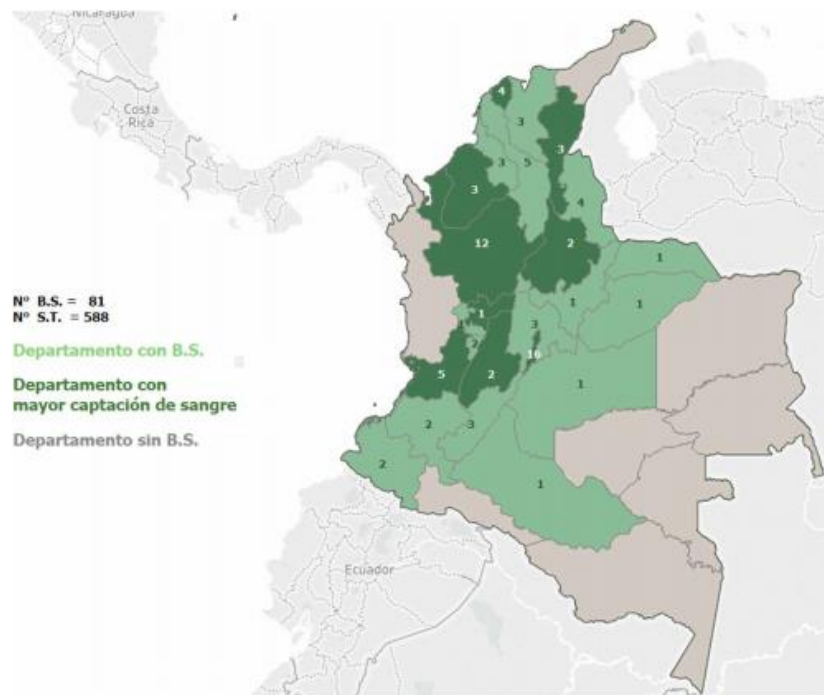 Nicaragua
Costa
Rica
4
3
3
3
5
3
4
12
2
1
1
1
1
3
2
16
5
2
1
2
3
2
1
Nº B.S. = 81
Nº S.T. = 588
Departamento con B.S.
Departamento con
mayor captación de sangre
Departamento sin B.S.
Ecuador